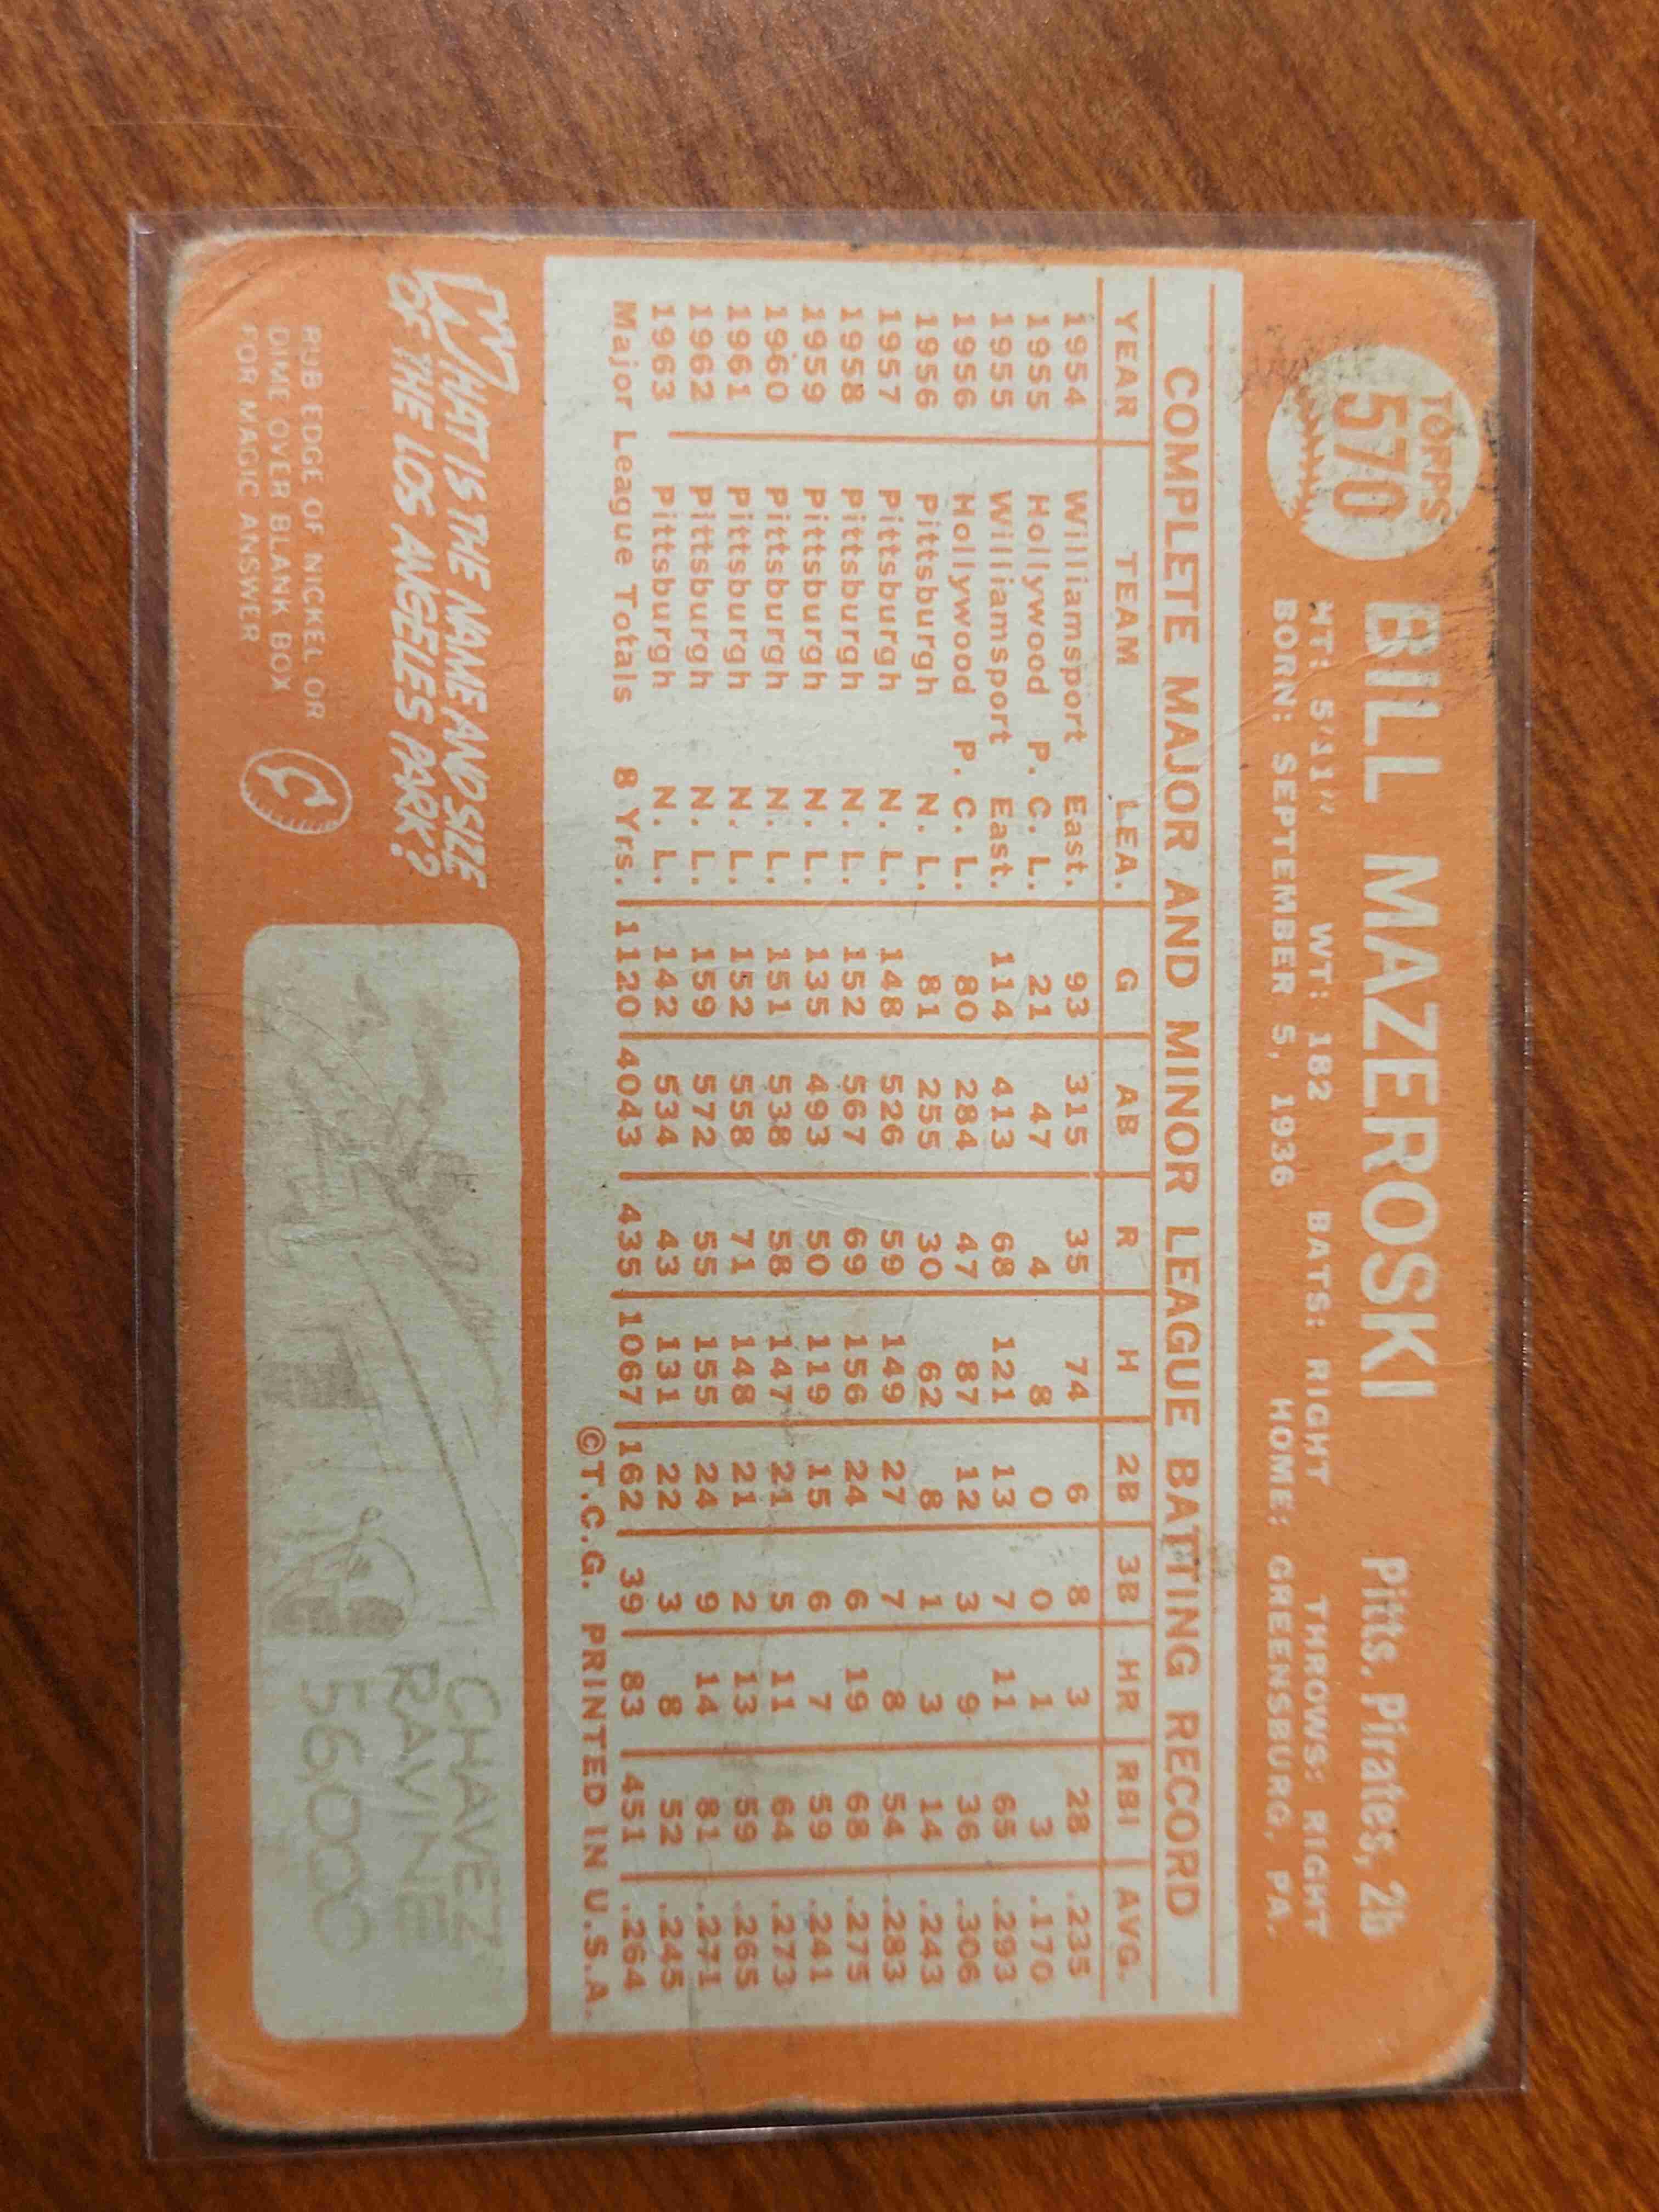 TOPPS
570
BILL MAZEROSKI Pitts. Pirates, 2b
HT: 5'11" WT: 182 BATS: RIGHT THROWS: RIGHT
BORN: SEPTEMBER 5, 1936 HOME: GREENSBURG, PA.
COMPLETE MAJOR AND MINOR LEAGUE BATTING RECORD
YEAR TEAM LEA. G AB R H 2B 3B HR RBI AVG.
1954 Williamsport East. 93 315 35 74 6 8 3 28 .235
1955 Hollywood P. C. L. 21 47 4 8 0 0 1 3 .170
1955 Williamsport East. 114 413 68 121 13 7 11 65 .293
1956 Hollywood P. C. L. 80 284 47 87 12 3 9 36 .306
1956 Pittsburgh N. L. 81 255 30 62 8 1 3 14 .243
1957 Pittsburgh N. L. 148 526 59 149 27 7 8 54 .283
1958 Pittsburgh N. L. 152 567 69 156 24 6 19 68 .275
1959 Pittsburgh N. L. 135 493 50 119 15 6 7 59 .241
1960 Pittsburgh N. L. 151 538 58 147 21 5 11 64 .273
1961 Pittsburgh N. L. 152 558 71 148 21 2 13 59 .265
1962 Pittsburgh N. L. 159 572 55 155 24 9 14 81 .271
1963 Pittsburgh N. L. 142 534 43 131 22 3 8 52 .245
Major League Totals 8 Yrs. 1120 4043 435 1067 162 39 83 451 .264
©T.C.G. PRINTED IN U.S.A.
WHAT IS THE NAME AND SIZE
OF THE LOS ANGELES PARK?
RUB EDGE OF NICKEL OR
DIME OVER BLANK BOX
FOR MAGIC ANSWER
CHAVEZ
RAVINE
56,000